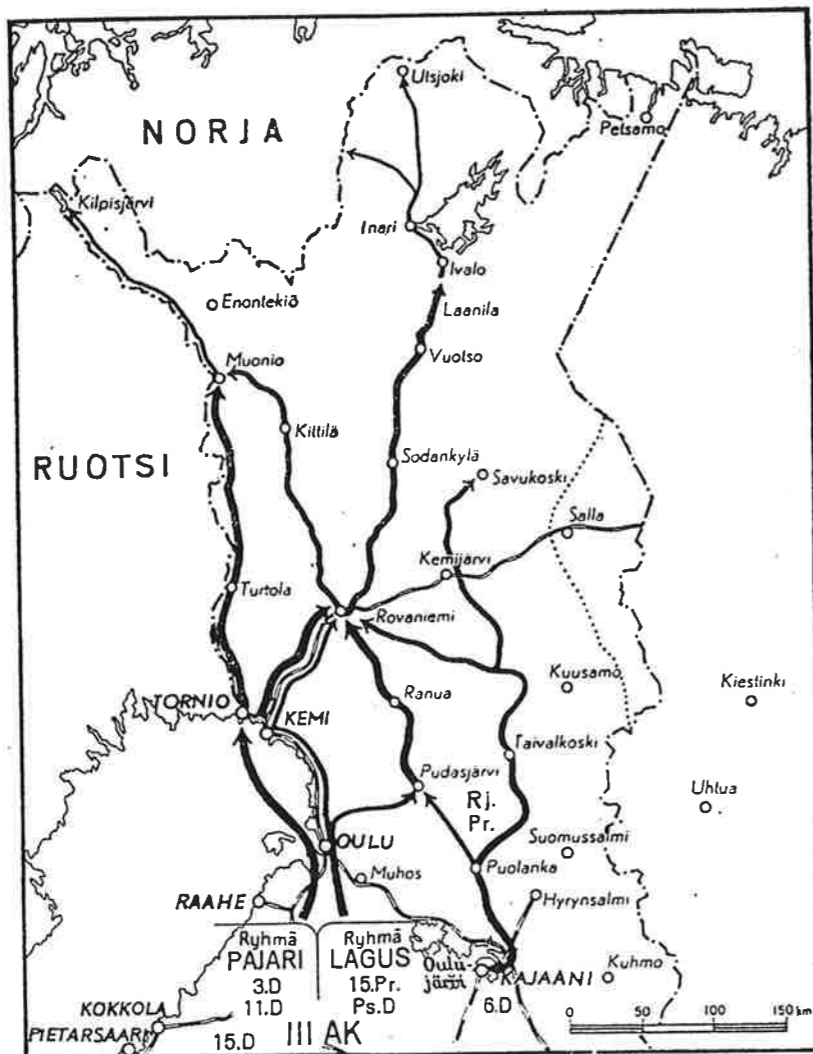 Utsjoki
NORJA
Petsamo
Kilpisjärvi
Inari
Ivalo
Enontekiö
Laanila
Vuotso
Muonio
Kittilä
RUOTSI
Sodankylä
Savukoski
Salla
Kemijärvi
Turtola
Rovaniemi
Kuusamo
Kiestinki
Ranua
TORNIO
KEMI
Taivalkoski
Pudasjärvi
Rj.
Pr.
Uhtua
OULU
Suomussalmi
Muhos
Puolanka
RAAHE
Hyrynsalmi
Ryhmä
PAJARI
3.D
11.D
Ryhmä
LAGUS
15.Pr.
Ps.D
Oulu-
järvi
KAJAANI
Kuhmo
6.D
KOKKOLA
PIETARSAARI
15.D
III AK
0 50 100 150 km